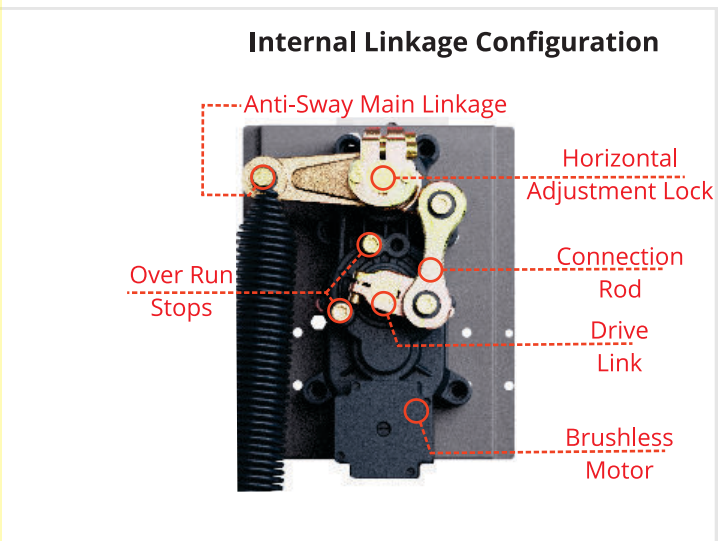 Internal Linkage Configuration
Anti-Sway Main Linkage
Horizontal
Adjustment Lock
Connection
Rod
Over Run
Stops
Drive
Link
Brushless
Motor